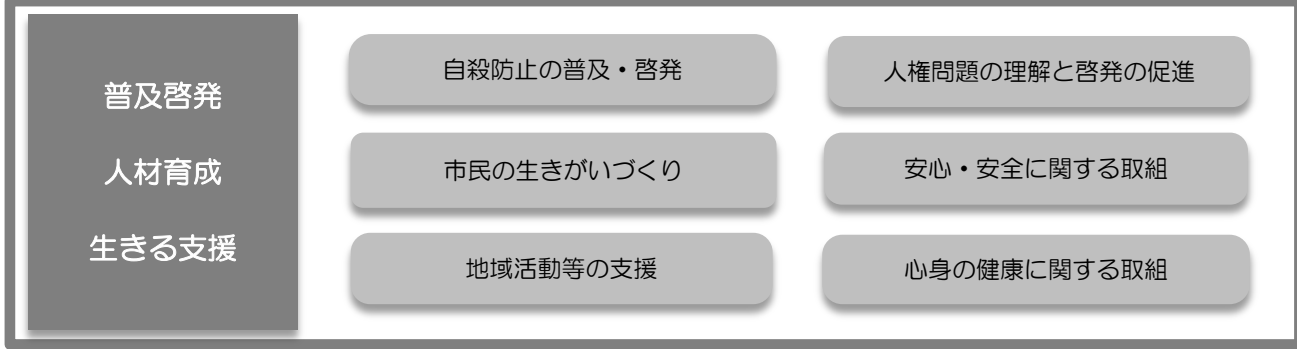 普及啓発
人材育成
生きる支援
自殺防止の普及・啓発
人権問題の理解と啓発の促進
市民の生きがいづくり
安心・安全に関する取組
地域活動等の支援
心身の健康に関する取組